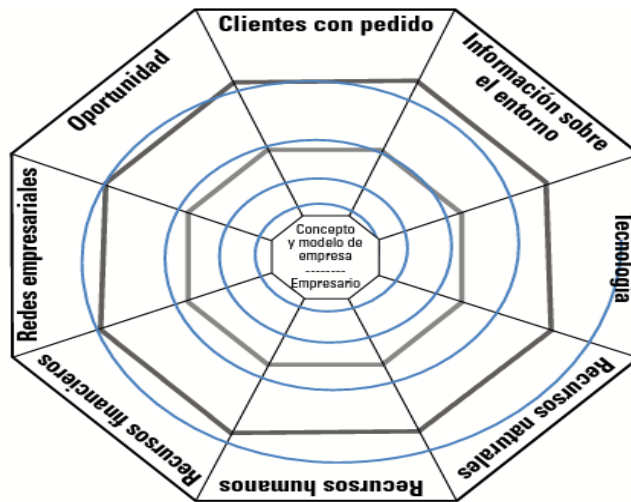 Clientes con pedido
Información sobre
el entorno
Tecnología
Recursos naturales
Recursos humanos
Recursos financieros
Redes empresariales
Oportunidad
Concepto
y modelo de
empresa
--------
Empresario